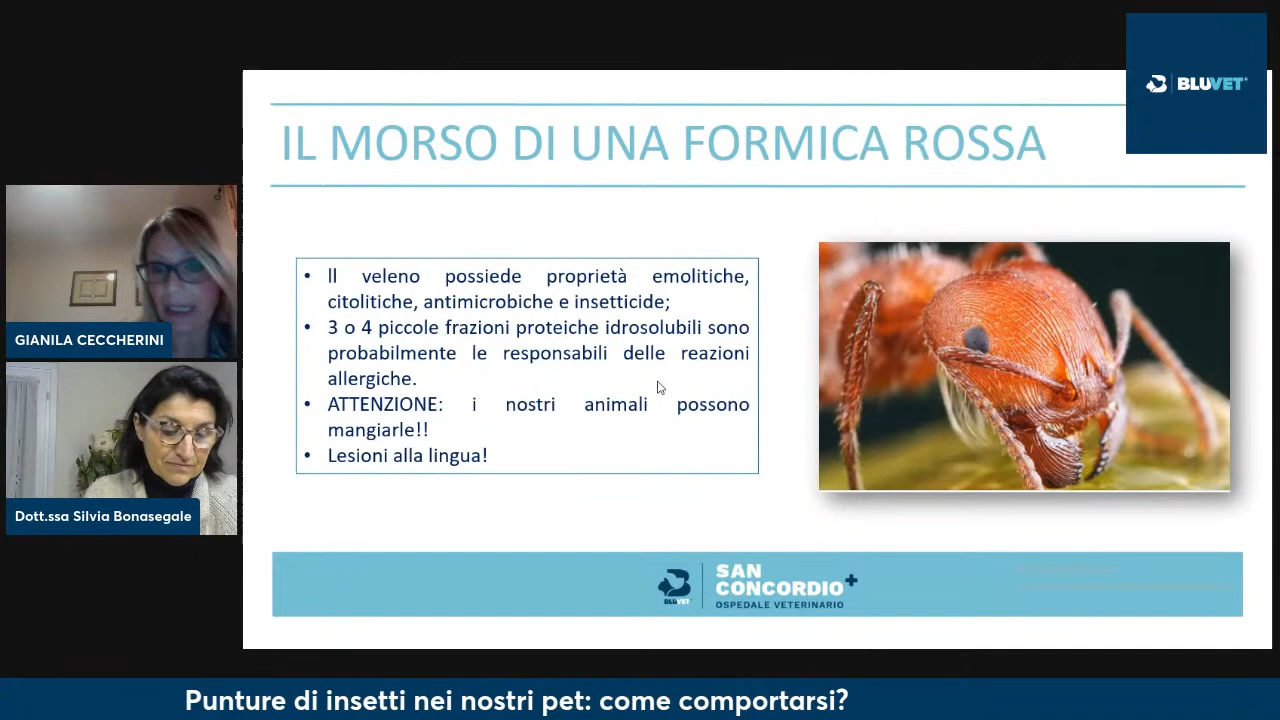 BLUVET
IL MORSO DI UNA FORMICA ROSSA
• Il veleno possiede proprietà emolitiche,
citolitiche, antimicrobiche e insetticide;
• 3 o 4 piccole frazioni proteiche idrosolubili sono
probabilmente le responsabili delle reazioni
allergiche.
• ATTENZIONE: i nostri animali possono
mangiarle!!
• Lesioni alla lingua!
GIANILA CECCHERINI
Dott.ssa Silvia Bonasegale
BLUVET
SAN
CONCORDIO+
OSPEDALE VETERINARIO
Punture di insetti nei nostri pet: come comportarsi?